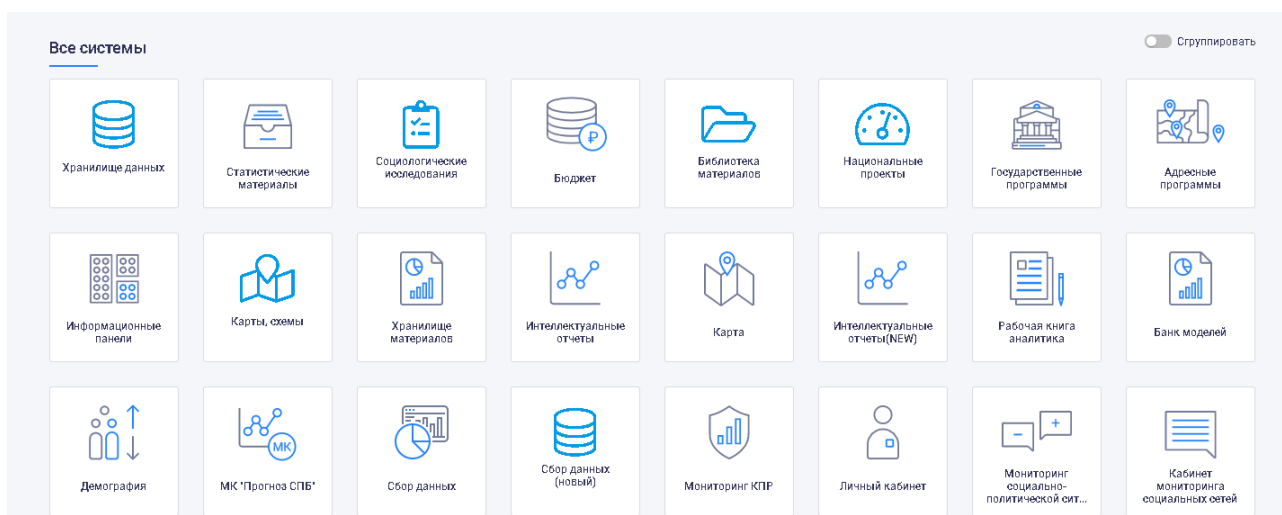 Все системы
Сгруппировать
Хранилище данных
Статистические
материалы
Социологические
исследования
₽
Бюджет
Библиотека
материалов
Национальные
проекты
Государственные
программы
Адресные
программы
Информационные
панели
Карты, схемы
Хранилище
материалов
Интеллектуальные
отчеты
Карта
Интеллектуальные
отчеты(NEW)
Рабочая книга
аналитика
Банк моделей
Демография
МК
МК "Прогноз СПБ"
Сбор данных
Сбор данных
(новый)
Мониторинг КПР
Личный кабинет
Мониторинг
социально-
политической сит...
Кабинет
мониторинга
социальных сетей